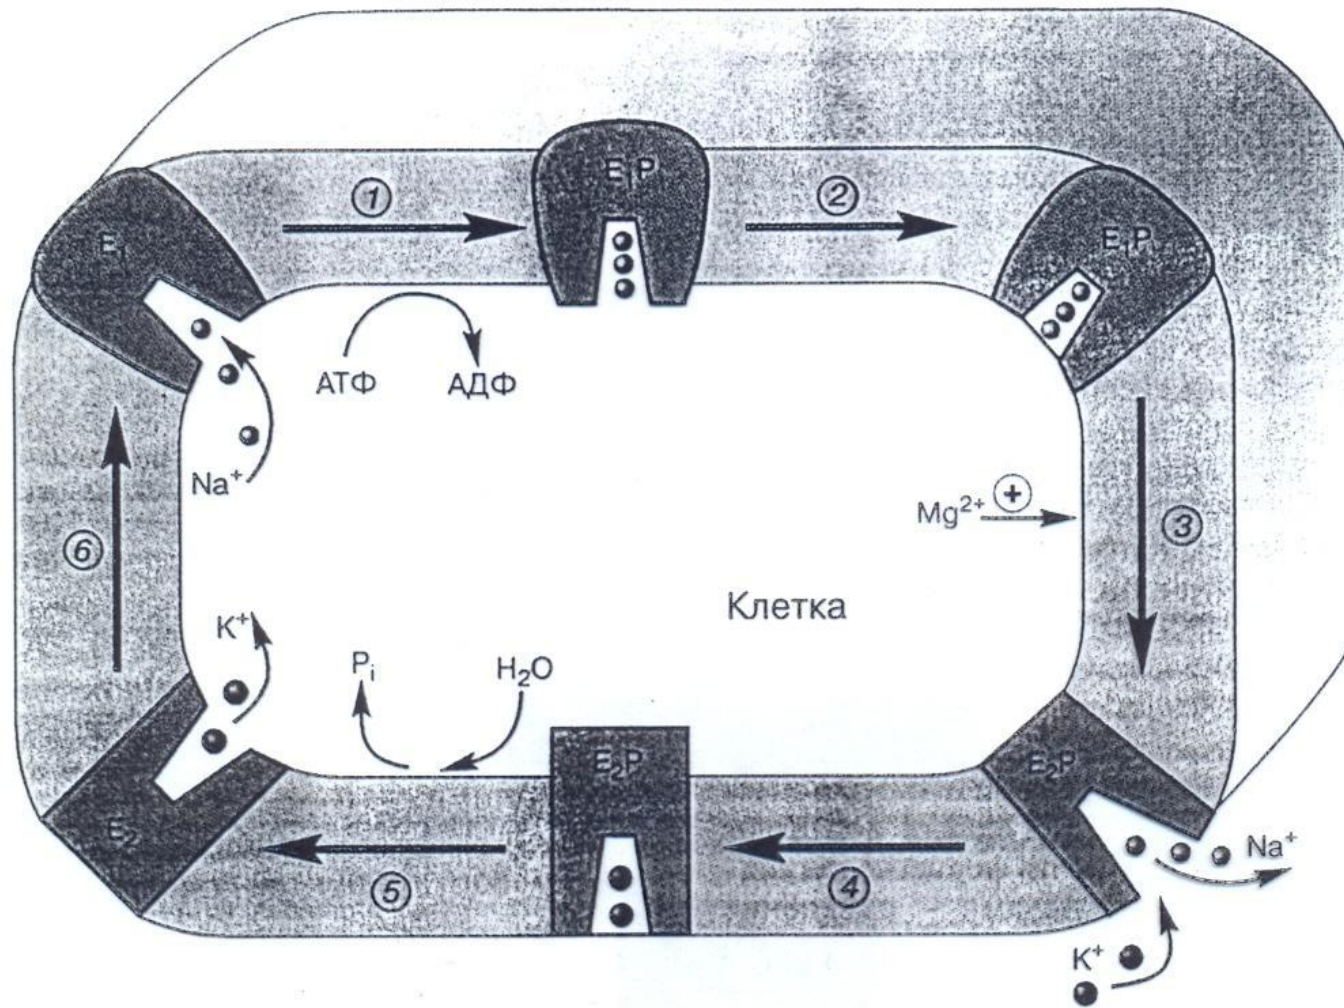 E₁P
①
②
E₁
E₁P
АТФ
АДФ
Na⁺
Mg²⁺
+
③
⑥
Клетка
K⁺
Pᵢ
H₂O
E₂P
E₂P
E₂
Na⁺
⑤
④
K⁺